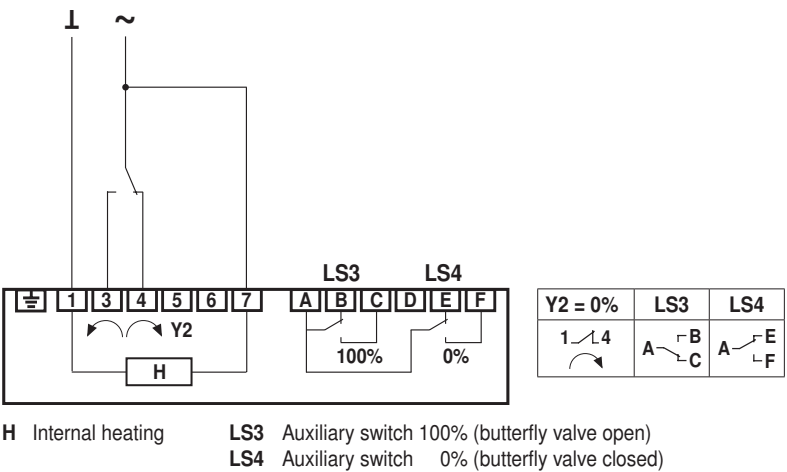 ⊥ ~
LS3 LS4
1 3 4 5 6 7 A B C D E F
Y2
100% 0%
H
Y2 = 0% LS3 LS4
1 4 A B C A E F
H Internal heating
LS3 Auxiliary switch 100% (butterfly valve open)
LS4 Auxiliary switch 0% (butterfly valve closed)